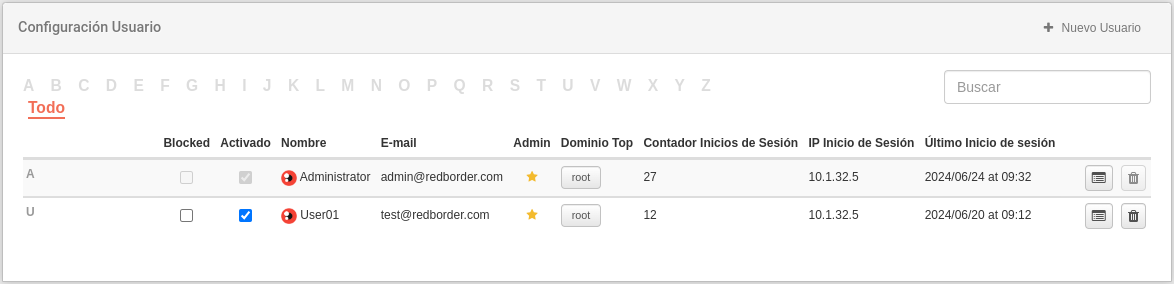 Configuración Usuario
Nuevo Usuario
A B C D E F G H I J K L M N O P Q R S T U V W X Y Z
Todo
Buscar
Blocked Activado Nombre E-mail Admin Dominio Top Contador Inicios de Sesión IP Inicio de Sesión Último Inicio de sesión
A Administrator admin@redborder.com root 27 10.1.32.5 2024/06/24 at 09:32
U User01 test@redborder.com root 12 10.1.32.5 2024/06/20 at 09:12